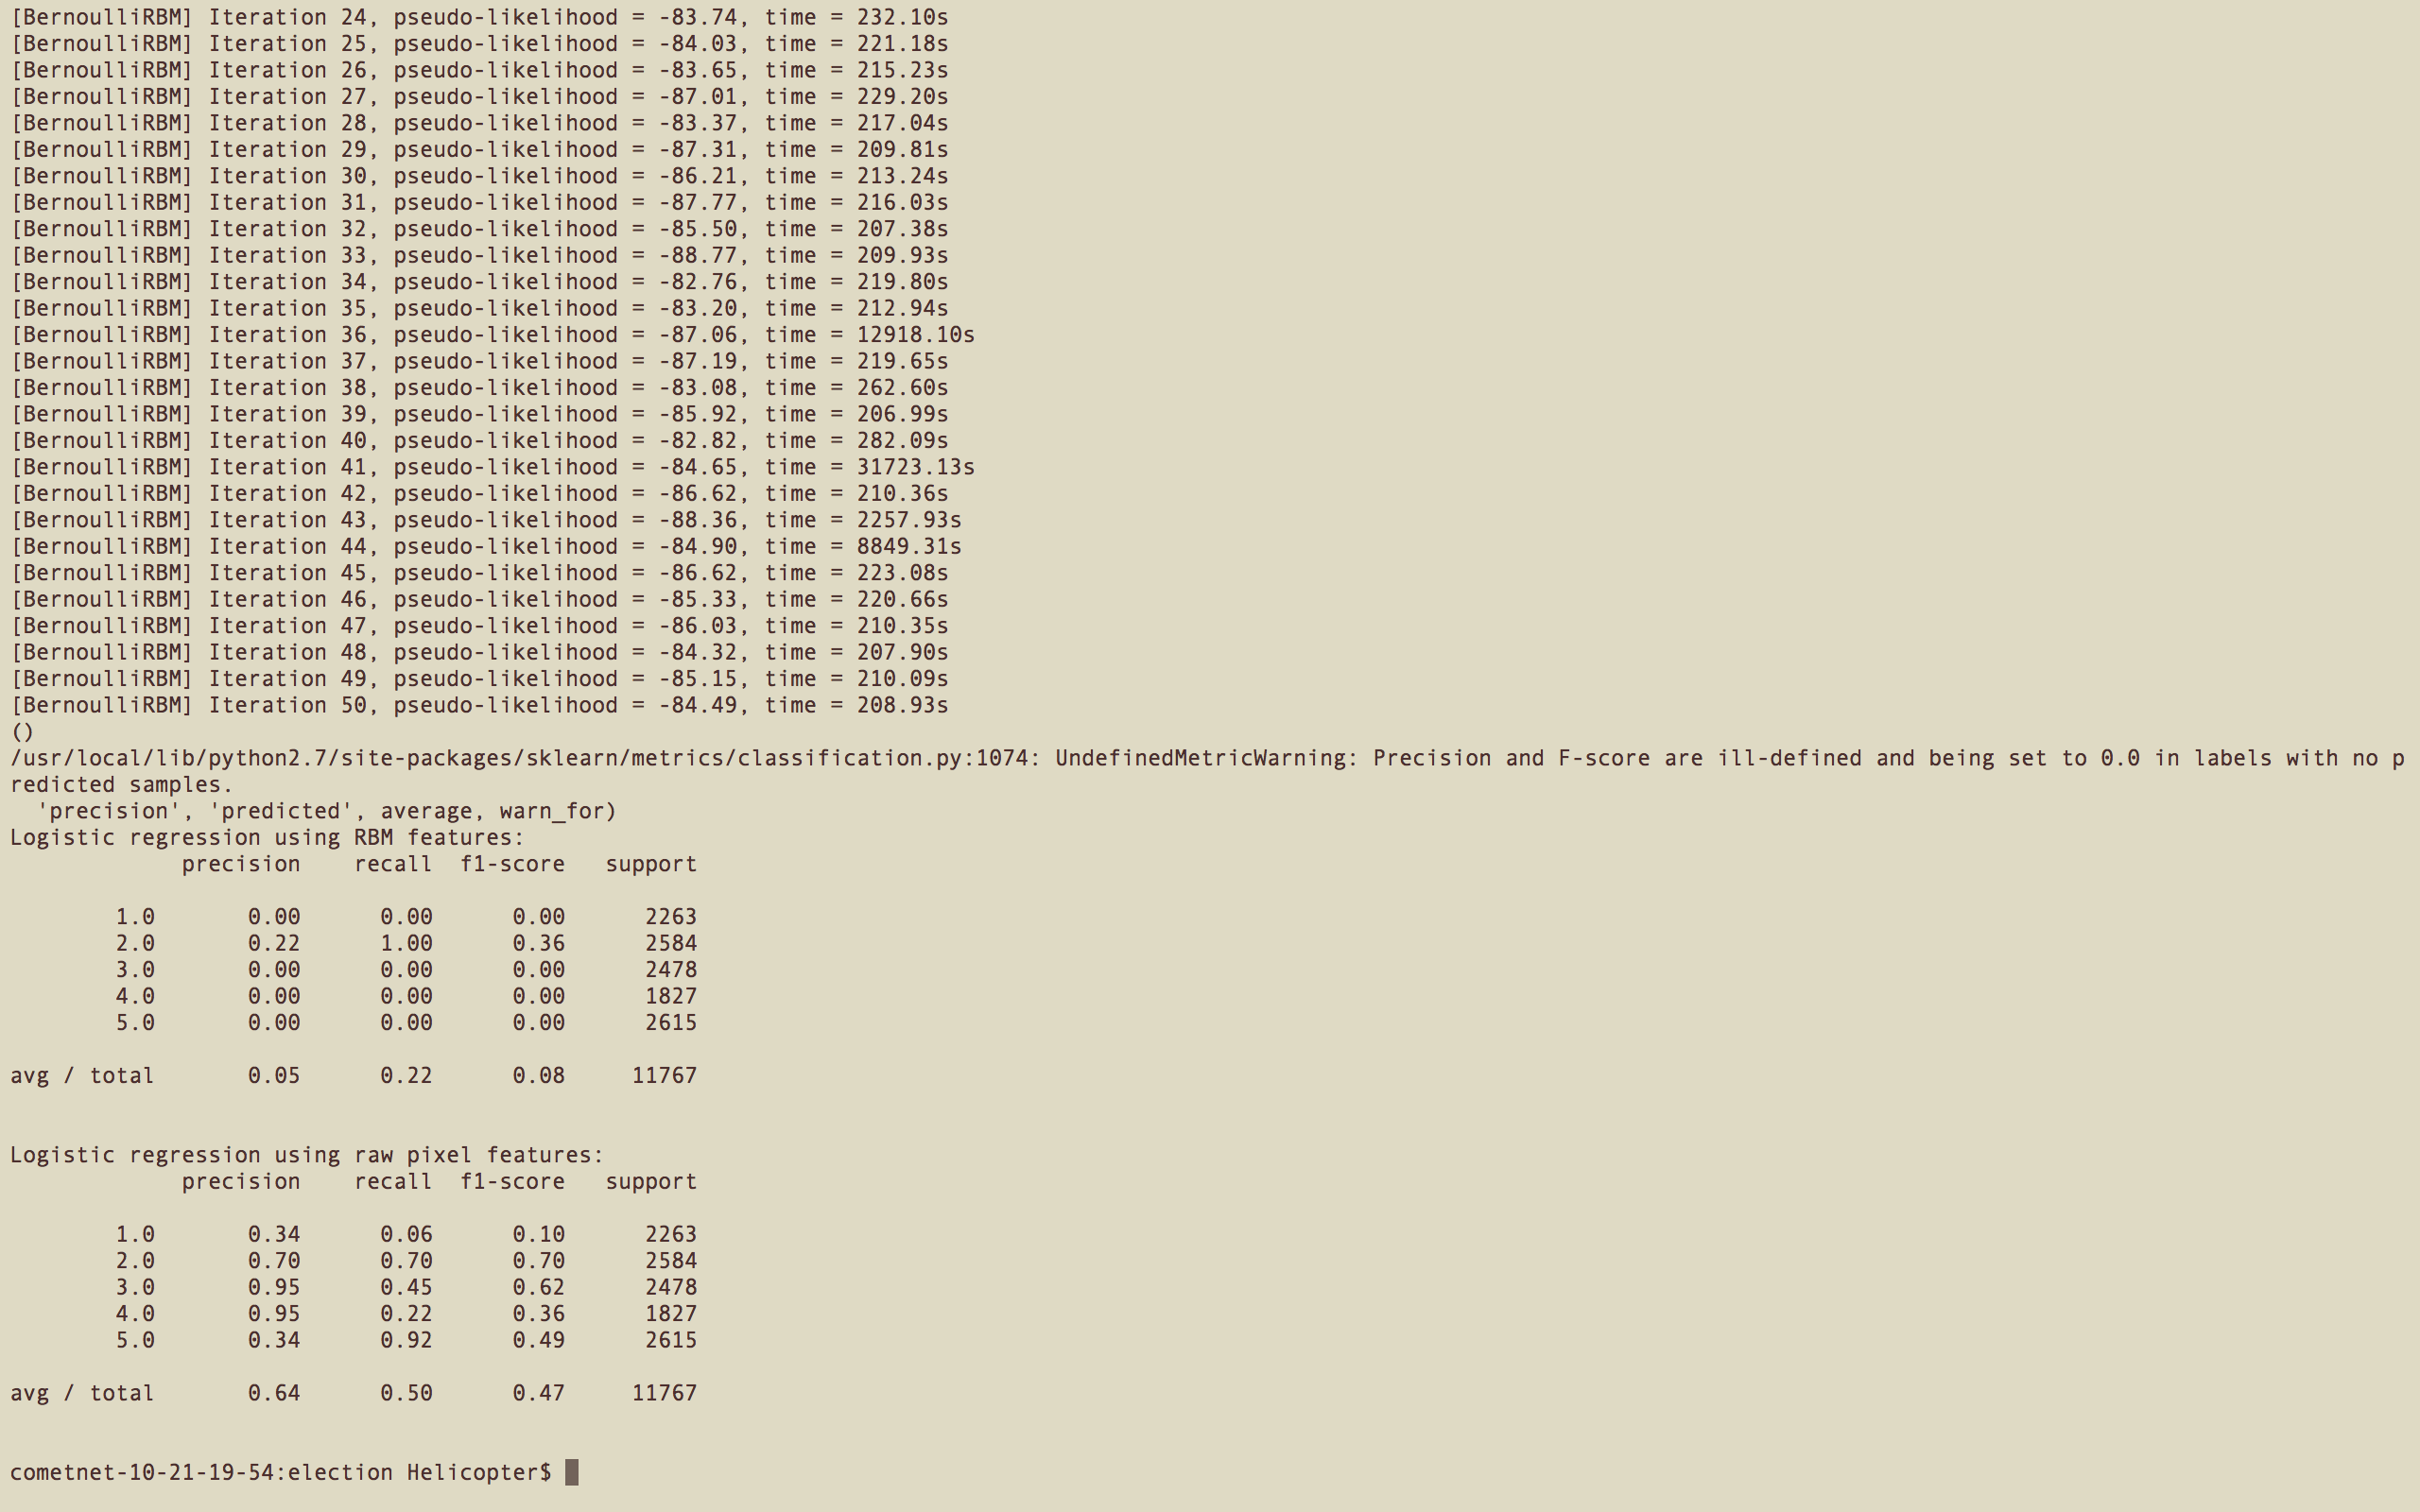 [BernoulliRBM] Iteration 24, pseudo-likelihood = -83.74, time = 232.10s
[BernoulliRBM] Iteration 25, pseudo-likelihood = -84.03, time = 221.18s
[BernoulliRBM] Iteration 26, pseudo-likelihood = -83.65, time = 215.23s
[BernoulliRBM] Iteration 27, pseudo-likelihood = -87.01, time = 229.20s
[BernoulliRBM] Iteration 28, pseudo-likelihood = -83.37, time = 217.04s
[BernoulliRBM] Iteration 29, pseudo-likelihood = -87.31, time = 209.81s
[BernoulliRBM] Iteration 30, pseudo-likelihood = -86.21, time = 213.24s
[BernoulliRBM] Iteration 31, pseudo-likelihood = -87.77, time = 216.03s
[BernoulliRBM] Iteration 32, pseudo-likelihood = -85.50, time = 207.38s
[BernoulliRBM] Iteration 33, pseudo-likelihood = -88.77, time = 209.93s
[BernoulliRBM] Iteration 34, pseudo-likelihood = -82.76, time = 219.80s
[BernoulliRBM] Iteration 35, pseudo-likelihood = -83.20, time = 212.94s
[BernoulliRBM] Iteration 36, pseudo-likelihood = -87.06, time = 12918.10s
[BernoulliRBM] Iteration 37, pseudo-likelihood = -87.19, time = 219.65s
[BernoulliRBM] Iteration 38, pseudo-likelihood = -83.08, time = 262.60s
[BernoulliRBM] Iteration 39, pseudo-likelihood = -85.92, time = 206.99s
[BernoulliRBM] Iteration 40, pseudo-likelihood = -82.82, time = 282.09s
[BernoulliRBM] Iteration 41, pseudo-likelihood = -84.65, time = 31723.13s
[BernoulliRBM] Iteration 42, pseudo-likelihood = -86.62, time = 210.36s
[BernoulliRBM] Iteration 43, pseudo-likelihood = -88.36, time = 2257.93s
[BernoulliRBM] Iteration 44, pseudo-likelihood = -84.90, time = 8849.31s
[BernoulliRBM] Iteration 45, pseudo-likelihood = -86.62, time = 223.08s
[BernoulliRBM] Iteration 46, pseudo-likelihood = -85.33, time = 220.66s
[BernoulliRBM] Iteration 47, pseudo-likelihood = -86.03, time = 210.35s
[BernoulliRBM] Iteration 48, pseudo-likelihood = -84.32, time = 207.90s
[BernoulliRBM] Iteration 49, pseudo-likelihood = -85.15, time = 210.09s
[BernoulliRBM] Iteration 50, pseudo-likelihood = -84.49, time = 208.93s
()
/usr/local/lib/python2.7/site-packages/sklearn/metrics/classification.py:1074: UndefinedMetricWarning: Precision and F-score are ill-defined and being set to 0.0 in labels with no p
redicted samples.
  'precision', 'predicted', average, warn_for)
Logistic regression using RBM features:
             precision    recall  f1-score   support

        1.0       0.00      0.00      0.00      2263
        2.0       0.22      1.00      0.36      2584
        3.0       0.00      0.00      0.00      2478
        4.0       0.00      0.00      0.00      1827
        5.0       0.00      0.00      0.00      2615

avg / total       0.05      0.22      0.08     11767

Logistic regression using raw pixel features:
             precision    recall  f1-score   support

        1.0       0.34      0.06      0.10      2263
        2.0       0.70      0.70      0.70      2584
        3.0       0.95      0.45      0.62      2478
        4.0       0.95      0.22      0.36      1827
        5.0       0.34      0.92      0.49      2615

avg / total       0.64      0.50      0.47     11767

cometnet-10-21-19-54:election Helicopter$